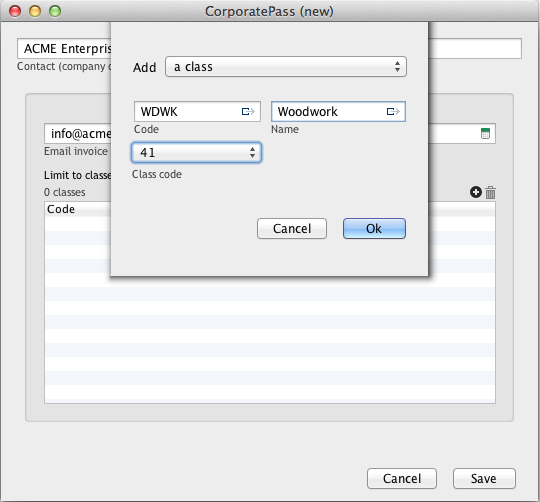 CorporatePass (new)
ACME Enterpris
Contact (company o
Add a class
WDWK Woodwork
Code Name
41
Class code
Cancel Ok
info@acme
Email invoice
Limit to classe
0 classes
Code
Cancel Save